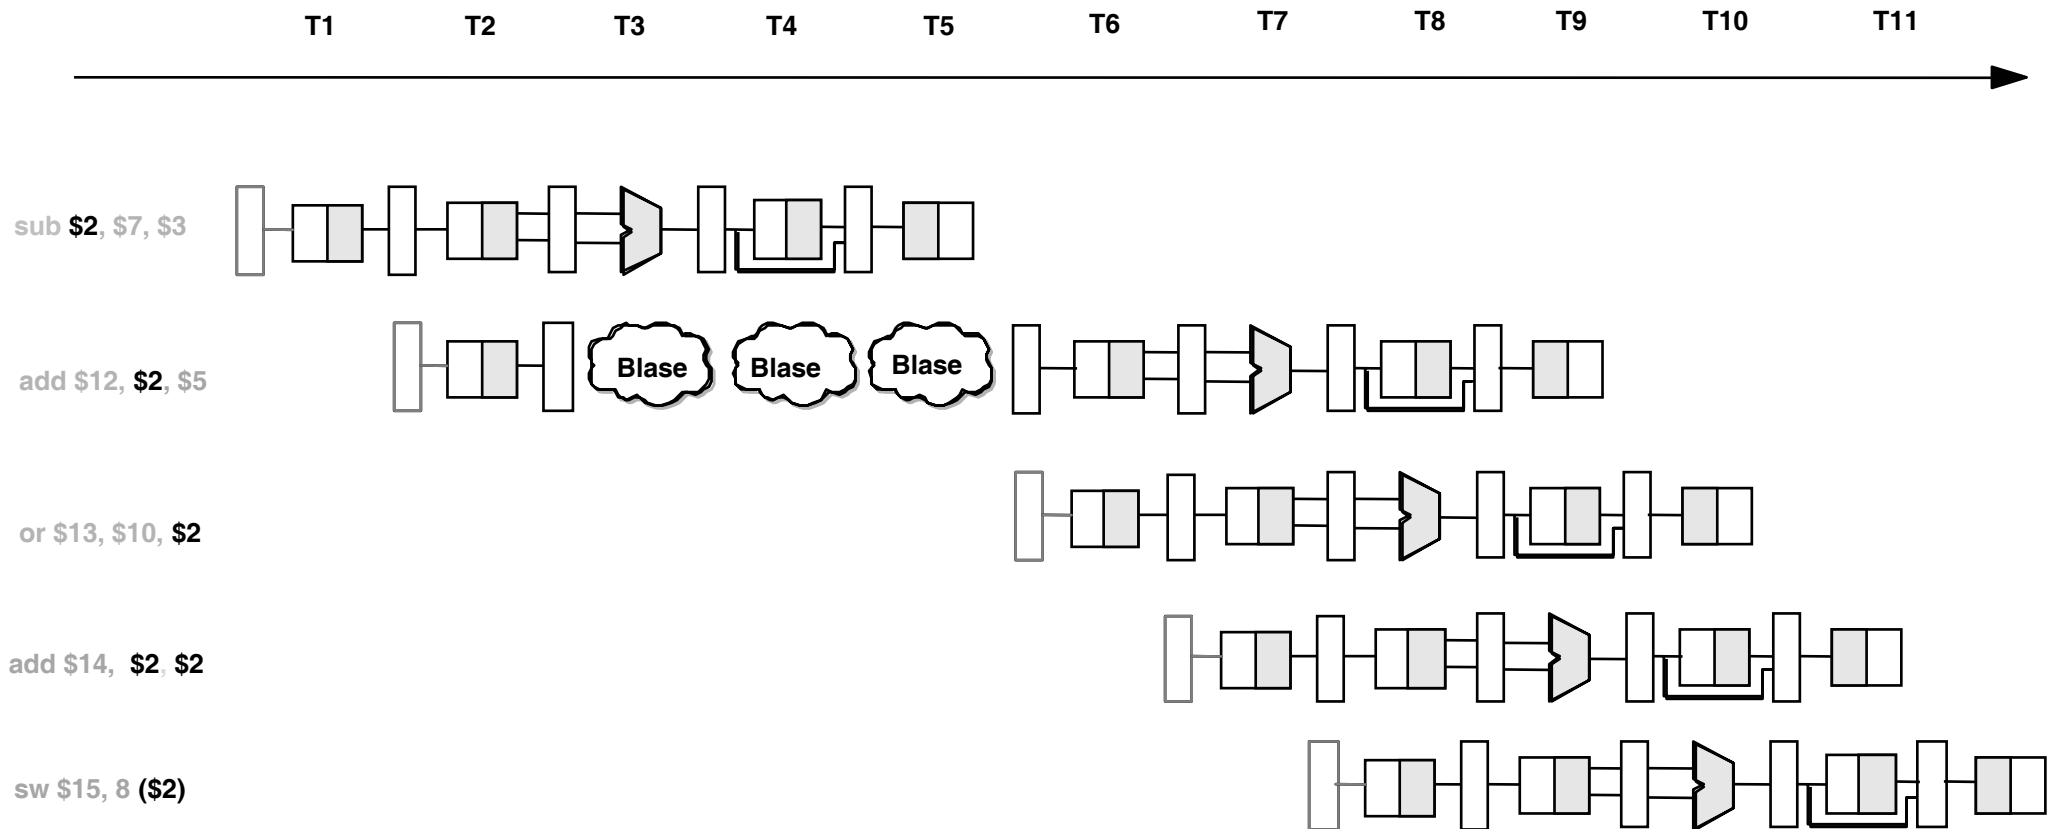 T1 T2 T3 T4 T5 T6 T7 T8 T9 T10 T11
sub $2, $7, $3
add $12, $2, $5
Blase Blase Blase
or $13, $10, $2
add $14, $2, $2
sw $15, 8 ($2)